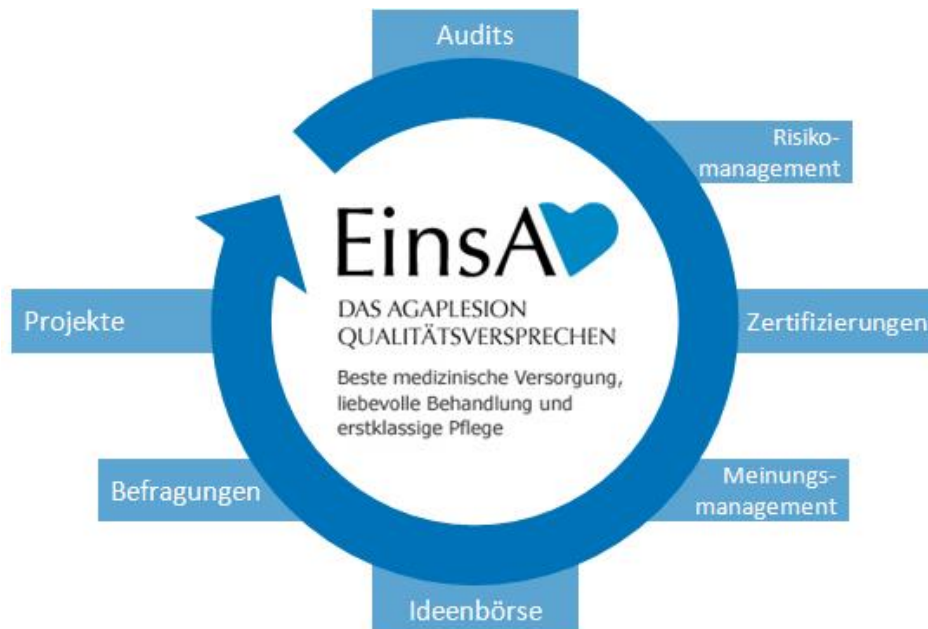 Audits
Risiko-
management
Zertifizierungen
Meinungs-
management
Ideenbörse
Befragungen
Projekte
EinsA
DAS AGAPLESION
QUALITÄTSVERSPRECHEN
Beste medizinische Versorgung,
liebevolle Behandlung und
erstklassige Pflege